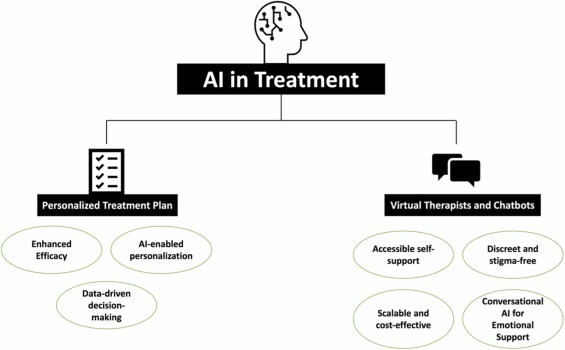 AI in Treatment
Personalized Treatment Plan
Enhanced
Efficacy
AI-enabled
personalization
Data-driven
decision-
making
Virtual Therapists and Chatbots
Accessible self-
support
Discreet and
stigma-free
Scalable and
cost-effective
Conversational
AI for
Emotional
Support